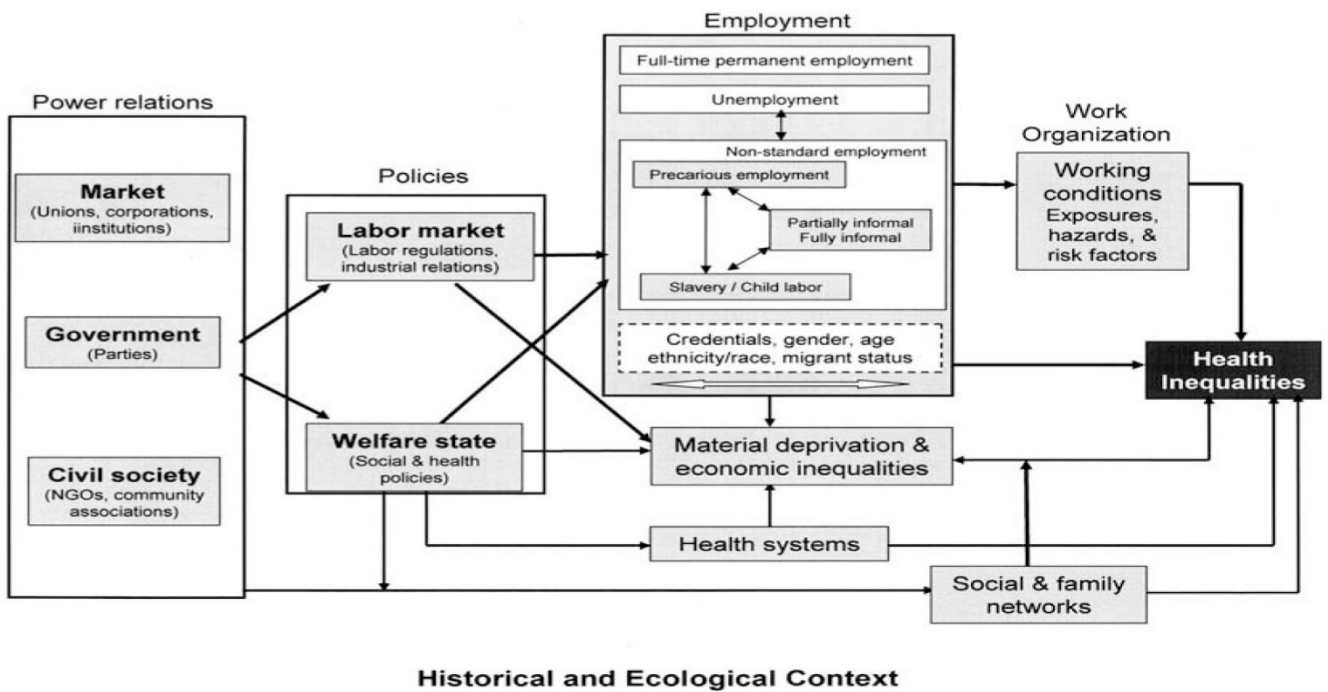 Employment
Full-time permanent employment
Unemployment
Non-standard employment
Precarious employment
Partially informal
Fully informal
Slavery / Child labor
Credentials, gender, age
ethnicity/race, migrant status
Power relations
Market
(Unions, corporations,
iinstitutions)
Government
(Parties)
Civil society
(NGOs, community
associations)
Policies
Labor market
(Labor regulations,
industrial relations)
Welfare state
(Social & health
policies)
Work
Organization
Working
conditions
Exposures,
hazards, &
risk factors
Health
Inequalities
Material deprivation &
economic inequalities
Health systems
Social & family
networks
Historical and Ecological Context